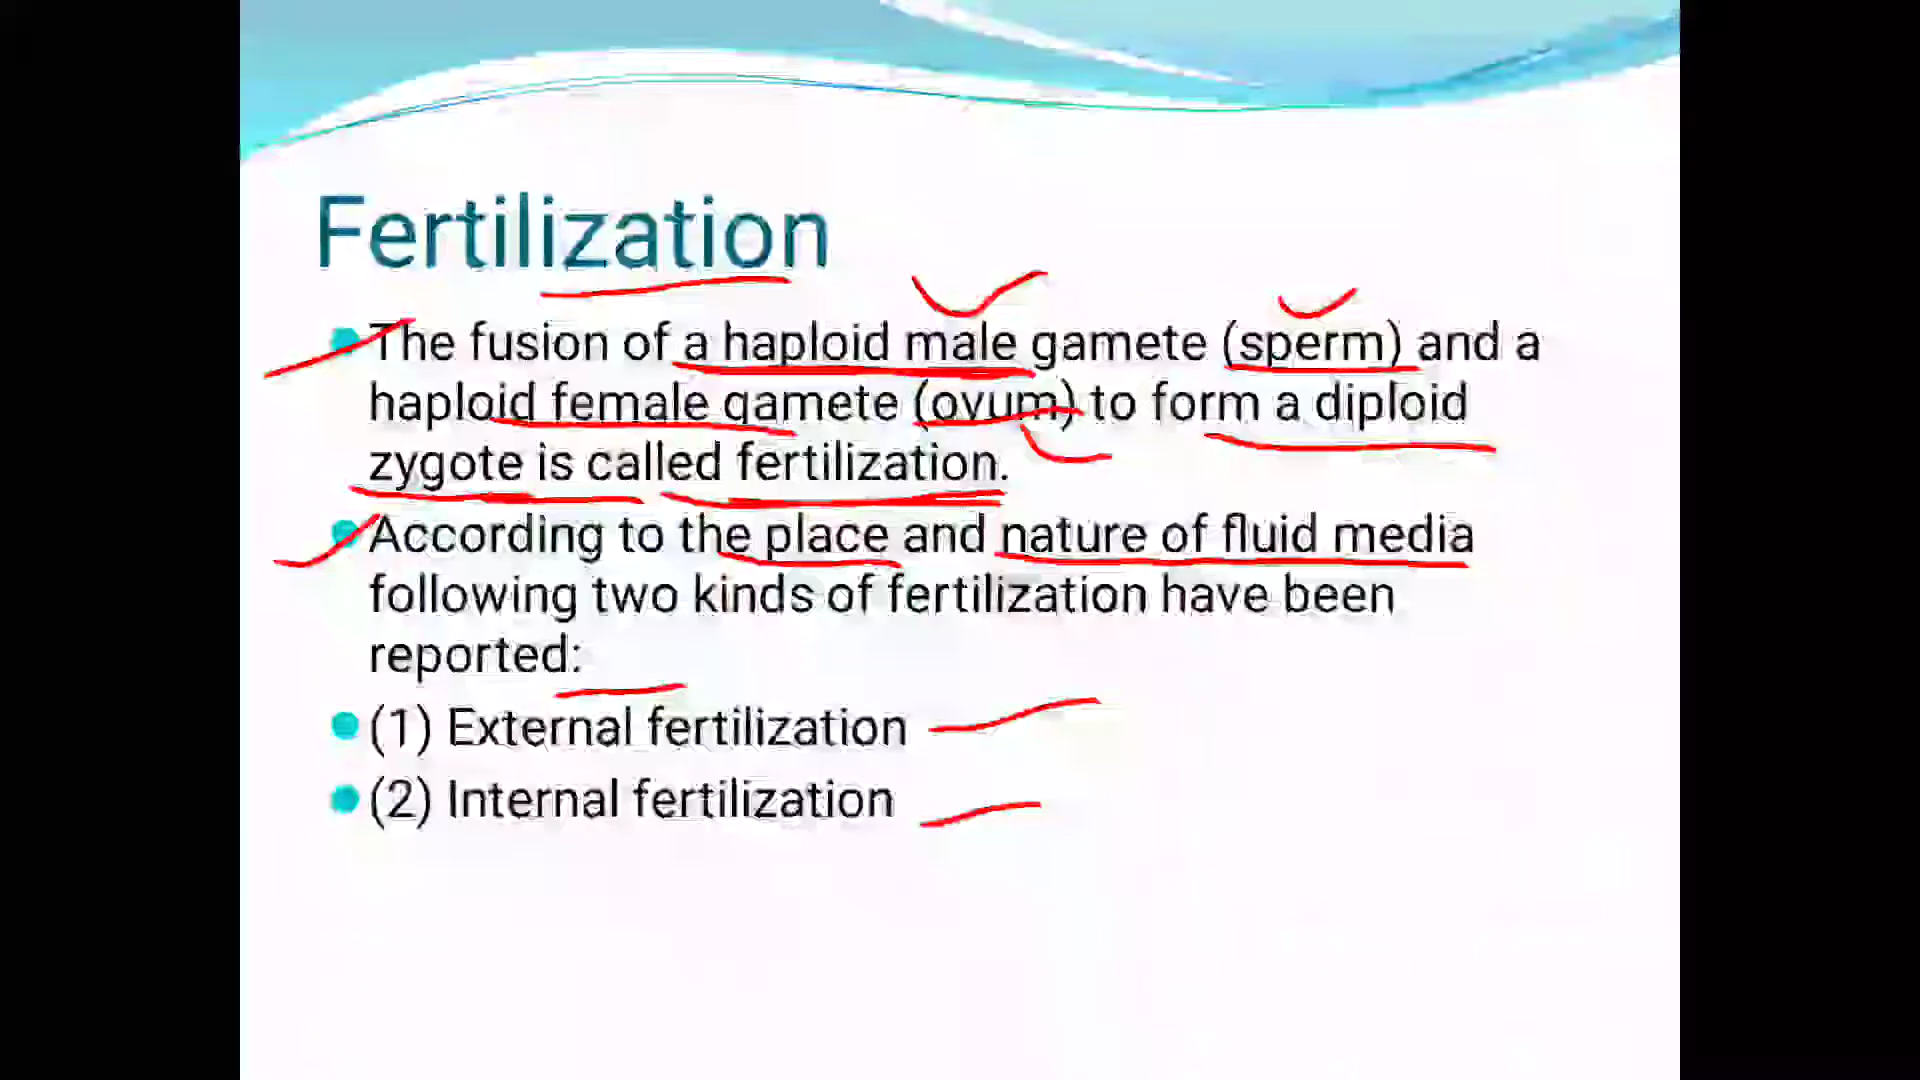 Fertilization
The fusion of a haploid male gamete (sperm) and a
haploid female gamete (ovum) to form a diploid
zygote is called fertilization.
According to the place and nature of fluid media
following two kinds of fertilization have been
reported:
(1) External fertilization
(2) Internal fertilization